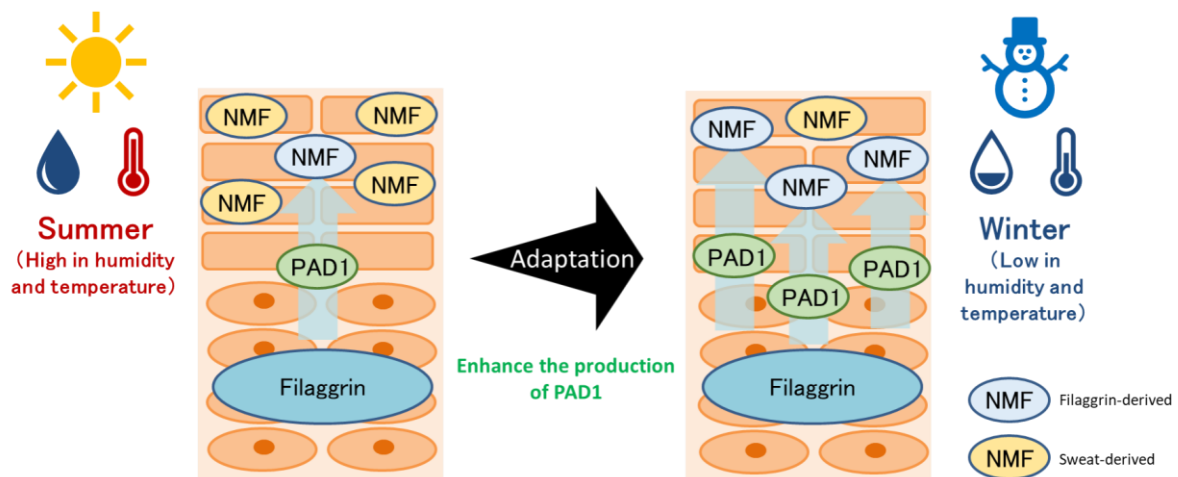 NMF
NMF
NMF
NMF
NMF
PAD1
Filaggrin
Summer
(High in humidity
and temperature)
Adaptation
Enhance the production
of PAD1
NMF
NMF
NMF
NMF
PAD1
PAD1
PAD1
Filaggrin
Winter
(Low in
humidity and
temperature)
NMF Filaggrin-derived
NMF Sweat-derived